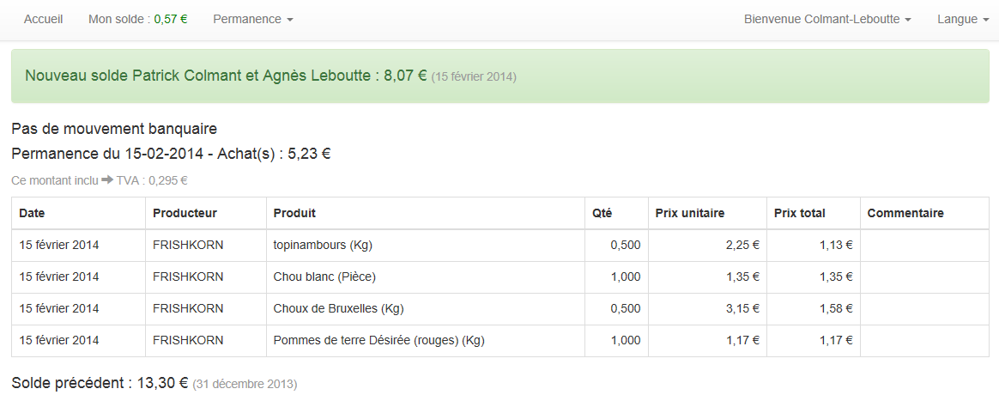 Accueil Mon solde : 0,57 € Permanence Bienvenue Colmant-Leboutte Langue
Nouveau solde Patrick Colmant et Agnès Leboutte : 8,07 € (15 février 2014)
Pas de mouvement banquaire
Permanence du 15-02-2014 - Achat(s) : 5,23 €
Ce montant inclu ➡ TVA : 0,295 €
Date Producteur Produit Qté Prix unitaire Prix total Commentaire
15 février 2014 FRISHKORN topinambours (Kg) 0,500 2,25 € 1,13 €
15 février 2014 FRISHKORN Chou blanc (Pièce) 1,000 1,35 € 1,35 €
15 février 2014 FRISHKORN Choux de Bruxelles (Kg) 0,500 3,15 € 1,58 €
15 février 2014 FRISHKORN Pommes de terre Désirée (rouges) (Kg) 1,000 1,17 € 1,17 €
Solde précédent : 13,30 € (31 décembre 2013)